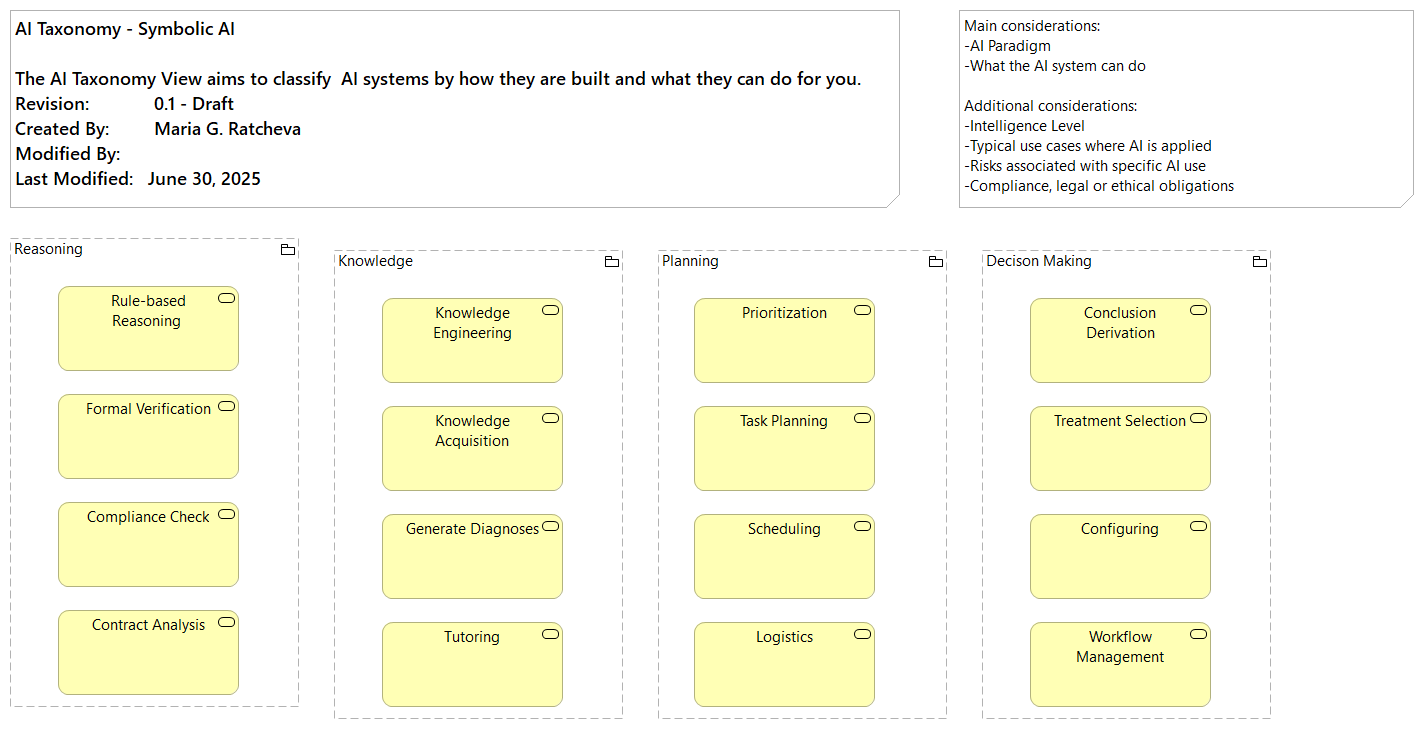 AI Taxonomy - Symbolic AI
The AI Taxonomy View aims to classify  AI systems by how they are built and what they can do for you.
Revision: 0.1 - Draft
Created By: Maria G. Ratcheva
Modified By:
Last Modified: June 30, 2025
Main considerations:
-AI Paradigm
-What the AI system can do
Additional considerations:
-Intelligence Level
-Typical use cases where AI is applied
-Risks associated with specific AI use
-Compliance, legal or ethical obligations
Reasoning
Rule-based
Reasoning
Formal Verification
Compliance Check
Contract Analysis
Knowledge
Knowledge
Engineering
Knowledge
Acquisition
Generate Diagnoses
Tutoring
Planning
Prioritization
Task Planning
Scheduling
Logistics
Decison Making
Conclusion
Derivation
Treatment Selection
Configuring
Workflow
Management